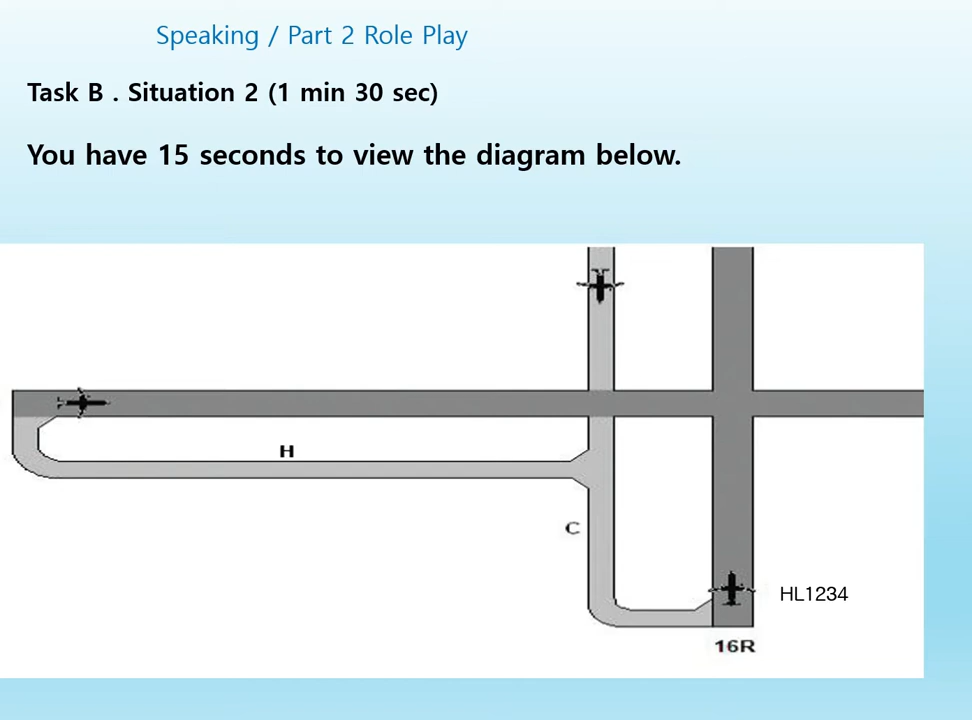 Speaking / Part 2 Role Play
Task B . Situation 2 (1 min 30 sec)
You have 15 seconds to view the diagram below.
H
C
HL1234
16R